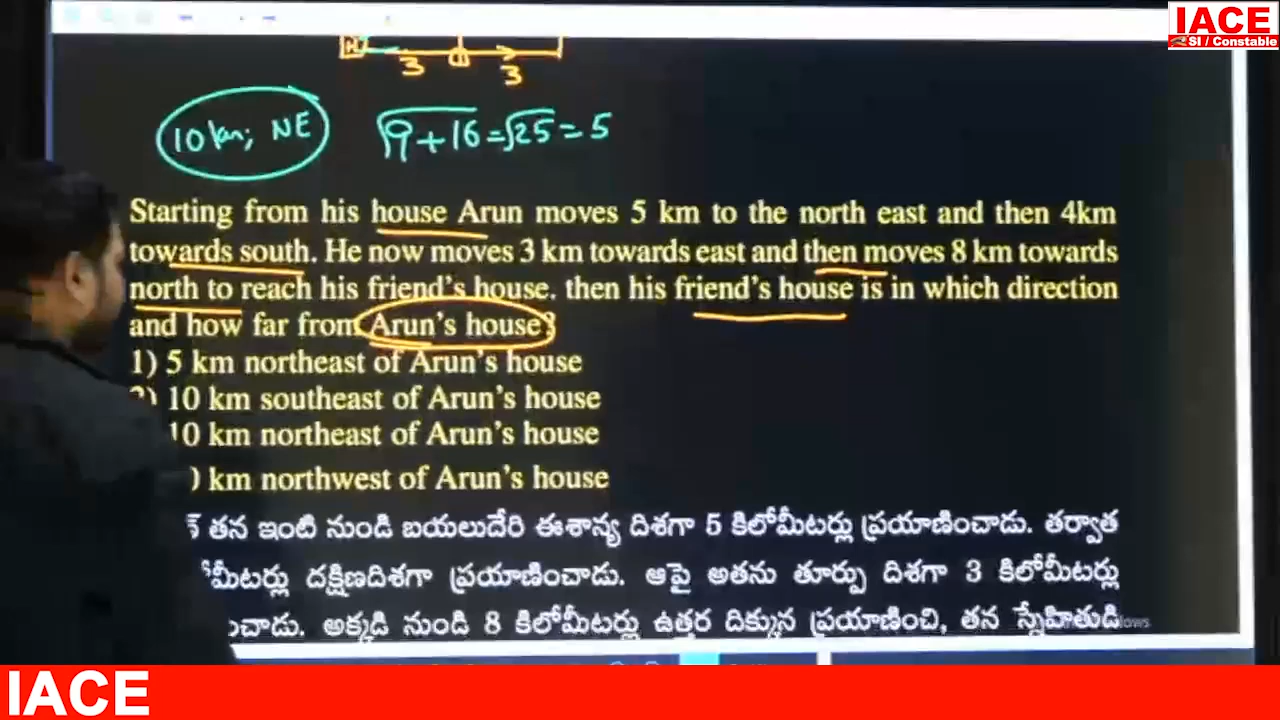 IACE
SI / Constable
3
3
10 km; NE √9+16=√25=5
Starting from his house Arun moves 5 km to the north east and then 4km
towards south. He now moves 3 km towards east and then moves 8 km towards
north to reach his friend's house. then his friend's house is in which direction
and how far from Arun's house?
1) 5 km northeast of Arun's house
2) 10 km southeast of Arun's house
10 km northeast of Arun's house
) km northwest of Arun's house
తన ఇంటి నుండి బయలుదేరి ఈశాన్య దిశగా 5 కిలోమీటర్లు ప్రయాణించాడు. తర్వాత
దక్షిణదిశగా ప్రయాణించాడు. ఆపై అతను తూర్పు దిశగా 3 కిలోమీటర్లు
అక్కడి నుండి 8 కిలోమీటర్లు ఉత్తర దిక్కున ప్రయాణించి, తన స్నేహితుడి
IACE